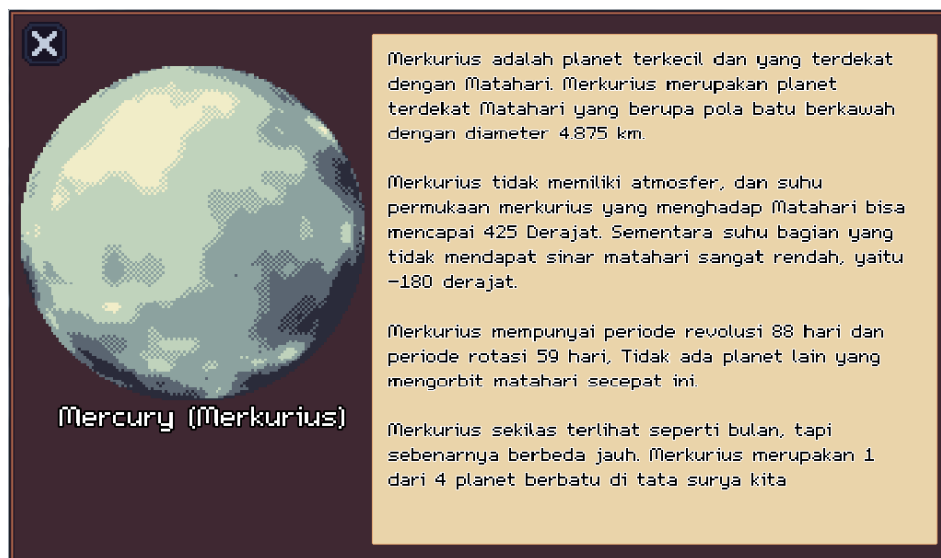 Merkurius adalah planet terkecil dan yang terdekat
dengan Matahari. Merkurius merupakan planet
terdekat Matahari yang berupa pola batu berkawah
dengan diameter 4.875 km.
Merkurius tidak memiliki atmosfer, dan suhu
permukaan merkurius yang menghadap Matahari bisa
mencapai 425 Derajat. Sementara suhu bagian yang
tidak mendapat sinar matahari sangat rendah, yaitu
-180 derajat.
Merkurius mempunyai periode revolusi 88 hari dan
periode rotasi 59 hari, Tidak ada planet lain yang
mengorbit matahari secepat ini.
Merkurius sekilas terlihat seperti bulan, tapi
sebenarnya berbeda jauh. Merkurius merupakan 1
dari 4 planet berbatu di tata surya kita
Mercury (Merkurius)